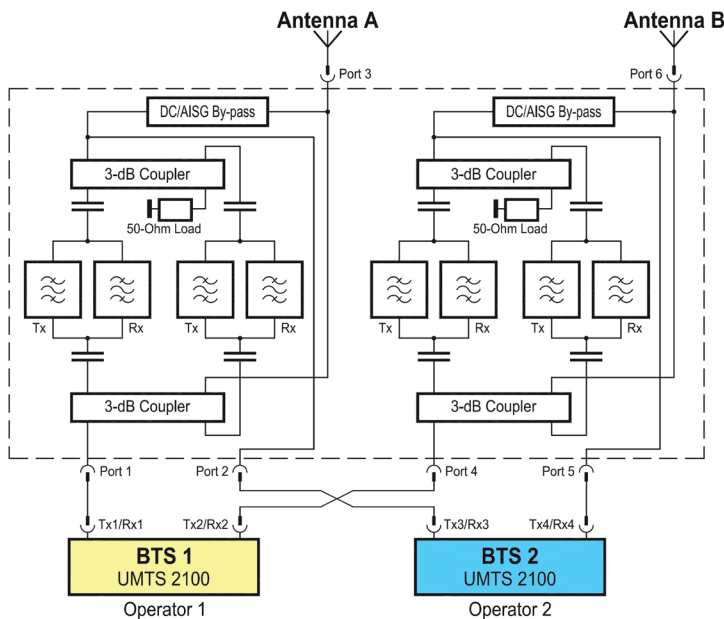 Antenna A
Antenna B
Port 3
Port 6
DC/AISG By-pass
DC/AISG By-pass
3-dB Coupler
3-dB Coupler
50-Ohm Load
50-Ohm Load
Tx
Rx
Tx
Rx
Tx
Rx
Tx
Rx
3-dB Coupler
3-dB Coupler
Port 1
Port 2
Port 4
Port 5
Tx1/Rx1
Tx2/Rx2
Tx3/Rx3
Tx4/Rx4
BTS 1
UMTS 2100
BTS 2
UMTS 2100
Operator 1
Operator 2